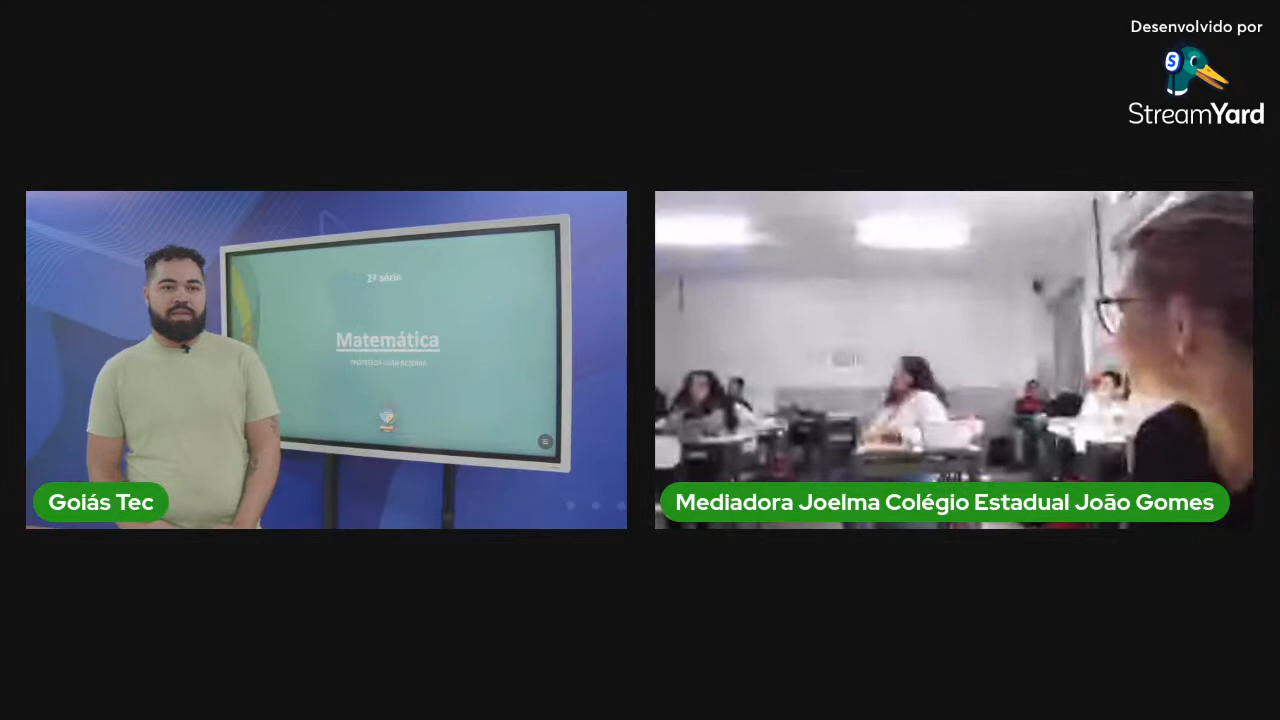 Desenvolvido por
S
StreamYard
2ª série
Matemática
Goiás Tec
Mediadora Joelma Colégio Estadual João Gomes